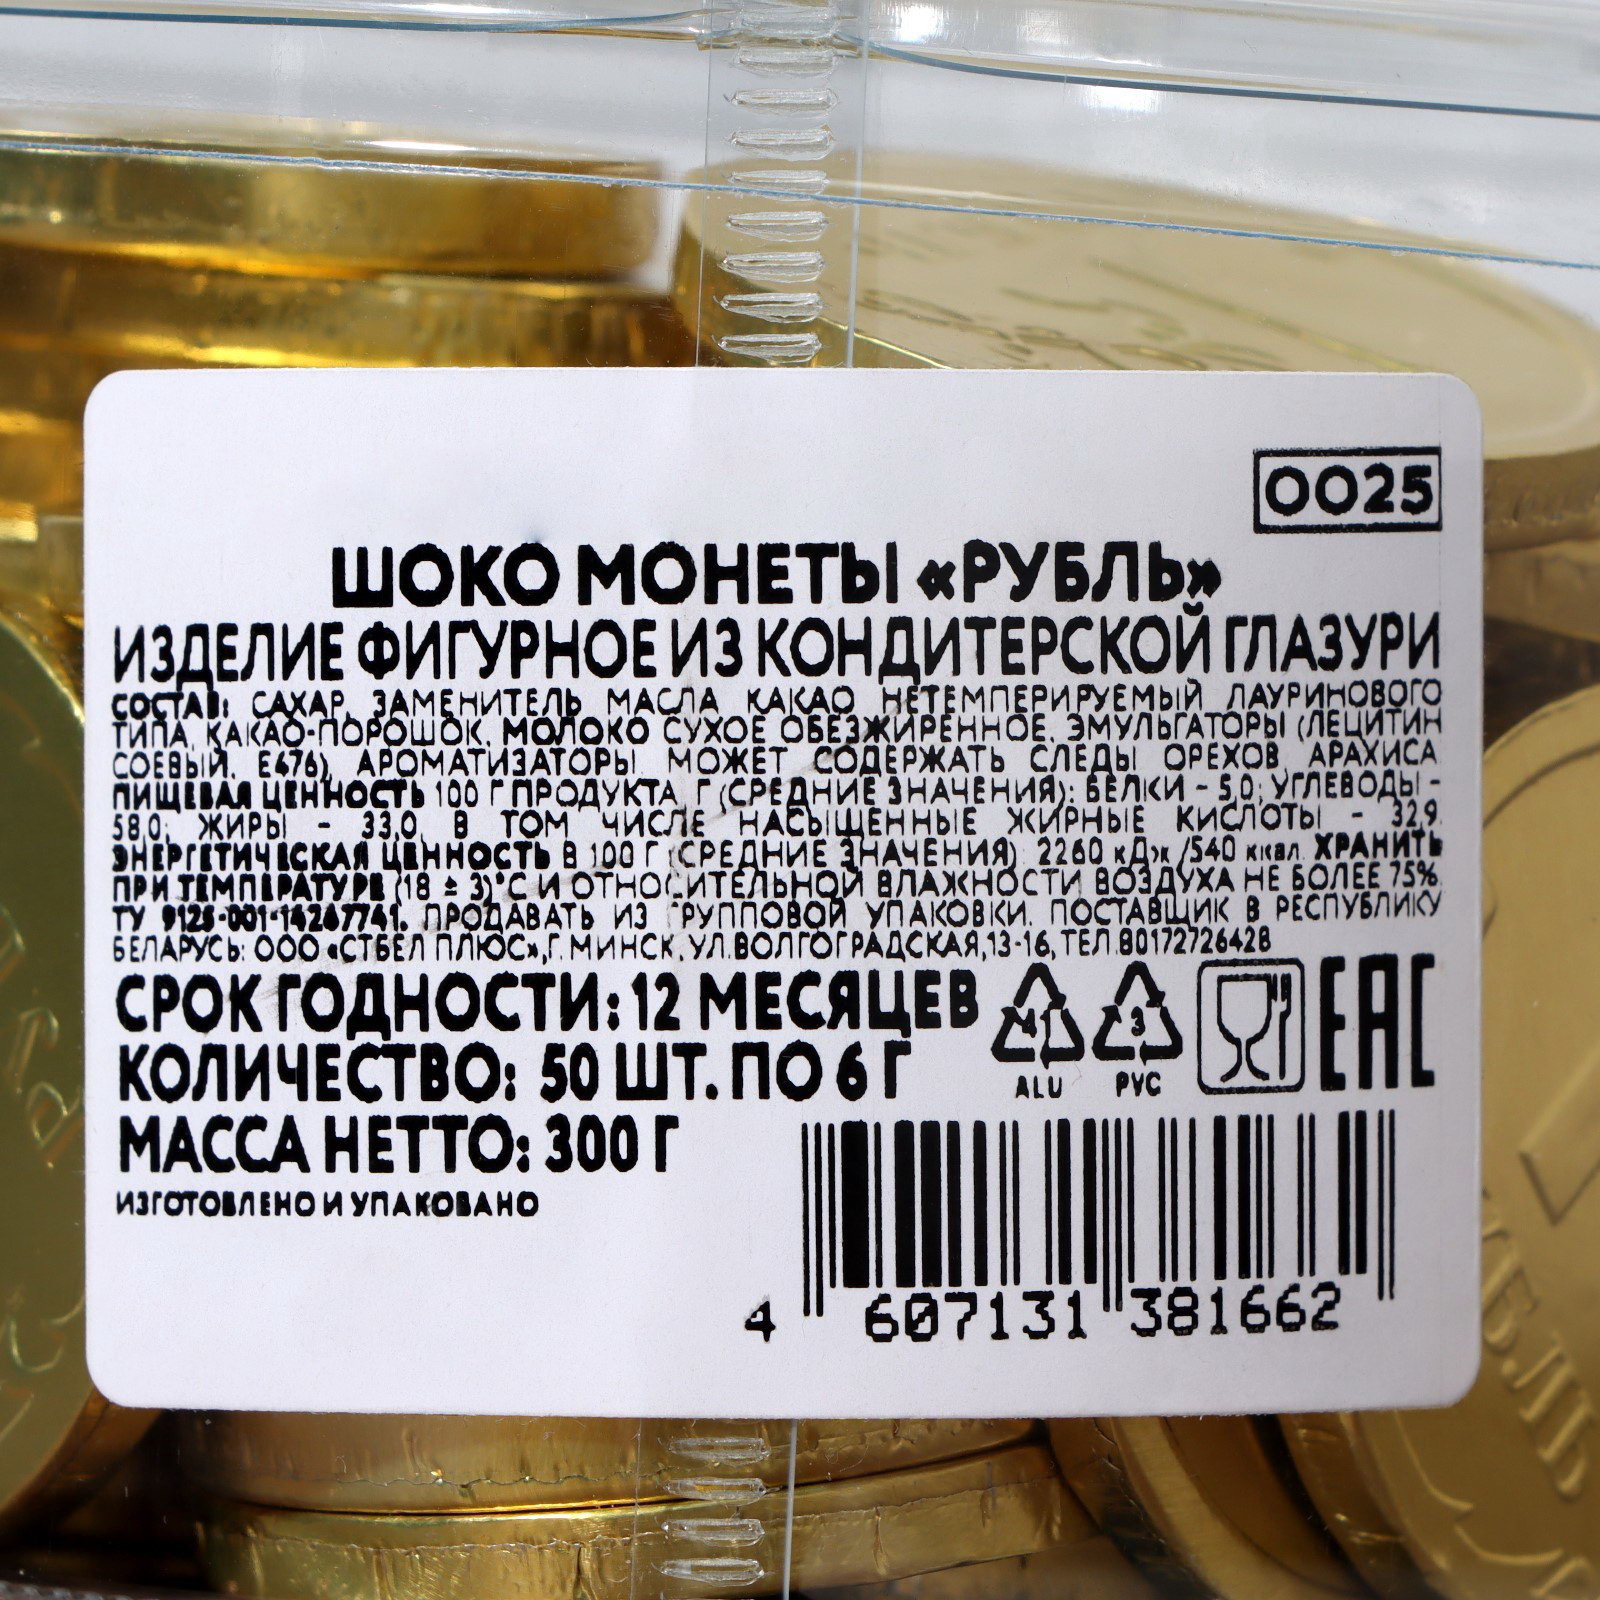 0025
ШОКО МОНЕТЫ «РУБЛЬ»
ИЗДЕЛИЕ ФИГУРНОЕ ИЗ КОНДИТЕРСКОЙ ГЛАЗУРИ
СОСТАВ: САХАР, ЗАМЕНИТЕЛЬ МАСЛА КАКАО НЕТЕМПЕРИРУЕМЫЙ ЛАУРИНОВОГО
ТИПА, КАКАО-ПОРОШОК, МОЛОКО СУХОЕ ОБЕЗЖИРЕННОЕ, ЭМУЛЬГАТОРЫ (ЛЕЦИТИН
СОЕВЫЙ, Е476), АРОМАТИЗАТОРЫ. МОЖЕТ СОДЕРЖАТЬ СЛЕДЫ ОРЕХОВ, АРАХИСА
ПИЩЕВАЯ ЦЕННОСТЬ 100 Г ПРОДУКТА, Г (СРЕДНИЕ ЗНАЧЕНИЯ): БЕЛКИ - 5,0; УГЛЕВОДЫ -
58,0; ЖИРЫ - 33,0, В ТОМ ЧИСЛЕ НАСЫЩЕННЫЕ ЖИРНЫЕ КИСЛОТЫ - 32,9.
ЭНЕРГЕТИЧЕСКАЯ ЦЕННОСТЬ В 100 Г (СРЕДНИЕ ЗНАЧЕНИЯ): 2260 кДж /540 ккал. ХРАНИТЬ
ПРИ ТЕМПЕРАТУРЕ (18 ± 3)°С И ОТНОСИТЕЛЬНОЙ ВЛАЖНОСТИ ВОЗДУХА НЕ БОЛЕЕ 75%.
ТУ 9125-001-14267741. ПРОДАВАТЬ ИЗ ГРУППОВОЙ УПАКОВКИ. ПОСТАВЩИК В РЕСПУБЛИКУ
БЕЛАРУСЬ: ООО «СТБЕЛ ПЛЮС», Г. МИНСК, УЛ.ВОЛГОГРАДСКАЯ,13-16, ТЕЛ.80172726428
СРОК ГОДНОСТИ: 12 МЕСЯЦЕВ
КОЛИЧЕСТВО: 50 ШТ. ПО 6 Г
МАССА НЕТТО: 300 Г
ИЗГОТОВЛЕНО И УПАКОВАНО
41
ALU
3
PVC
EAC
4 607131 381662